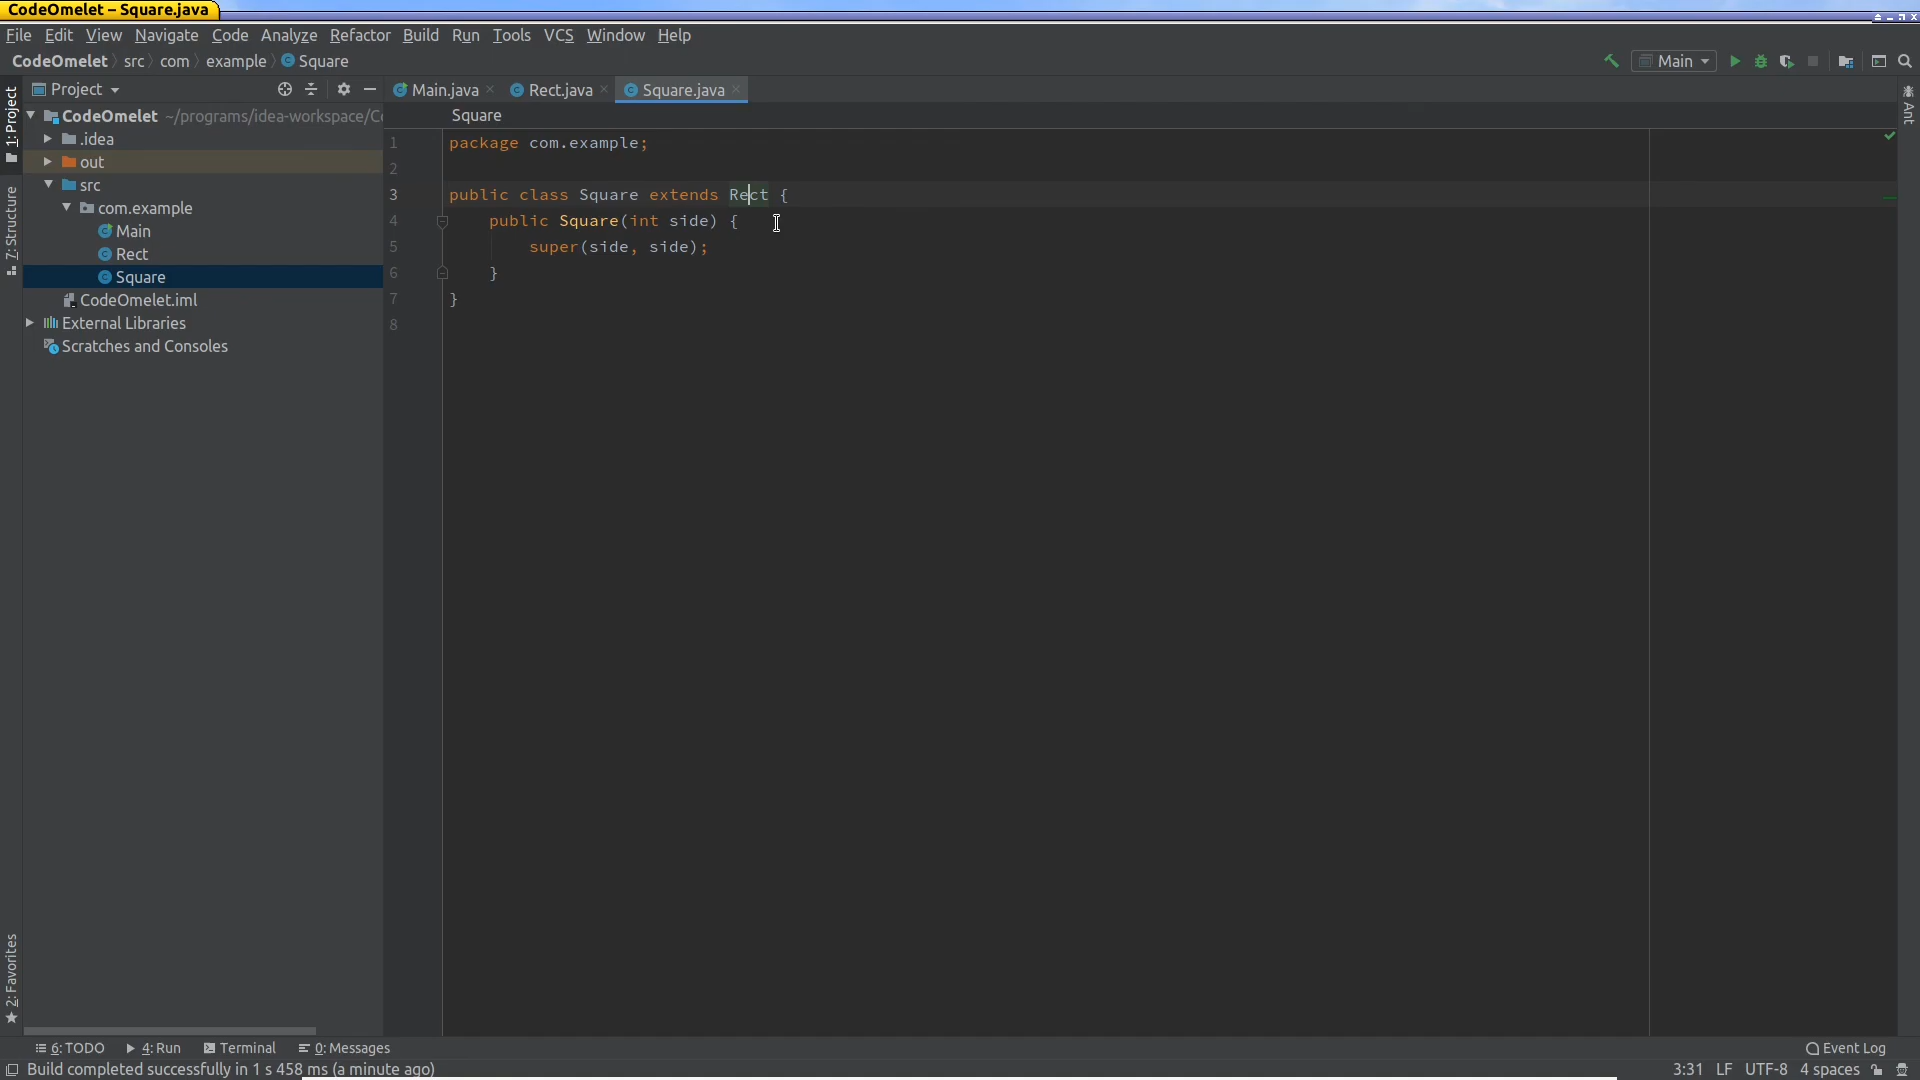 CodeOmelet – Square.java
File Edit View Navigate Code Analyze Refactor Build Run Tools VCS Window Help
CodeOmelet src com example Square
Main
Project
Main.java Rect.java Square.java
1: Project
7: Structure
2: Favorites
Ant
CodeOmelet ~/programs/idea-workspace/C
.idea
out
src
com.example
Main
Rect
Square
CodeOmelet.iml
External Libraries
Scratches and Consoles
Square
1 package com.example;
2
3 public class Square extends Rect {
4 public Square(int side) {
5 super(side, side);
6 }
7 }
8
6: TODO 4: Run Terminal 0: Messages Event Log
Build completed successfully in 1 s 458 ms (a minute ago) 3:31 LF UTF-8 4 spaces